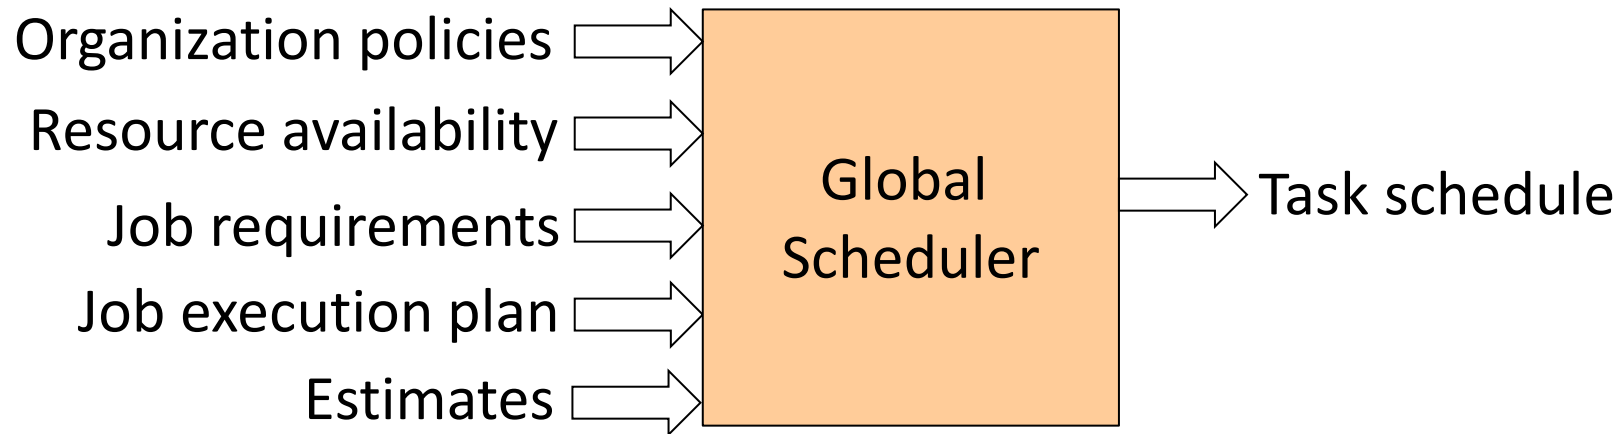 Organization policies
Resource availability
Job requirements
Job execution plan
Estimates
Global
Scheduler
Task schedule